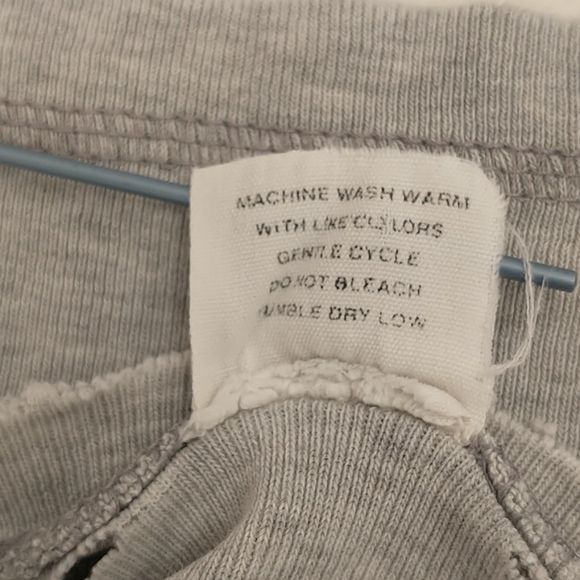 MACHINE WASH WARM
WITH LIKE COLORS
GENTLE CYCLE
DO NOT BLEACH
TUMBLE DRY LOW